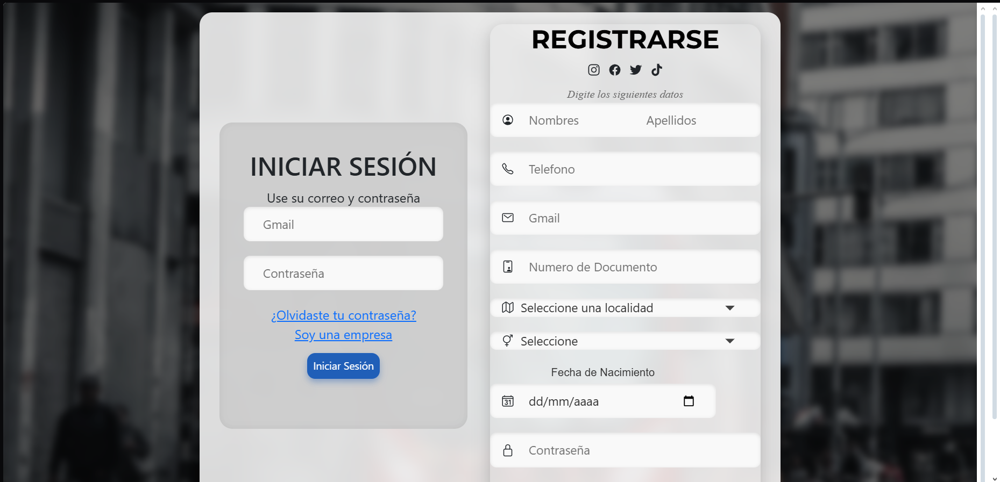 INICIAR SESIÓN
Use su correo y contraseña
Gmail
Contraseña
¿Olvidaste tu contraseña?
Soy una empresa
Iniciar Sesión
REGISTRARSE
Digite los siguientes datos
Nombres Apellidos
Telefono
Gmail
Numero de Documento
Seleccione una localidad
Seleccione
Fecha de Nacimiento
31 dd/mm/aaaa
Contraseña